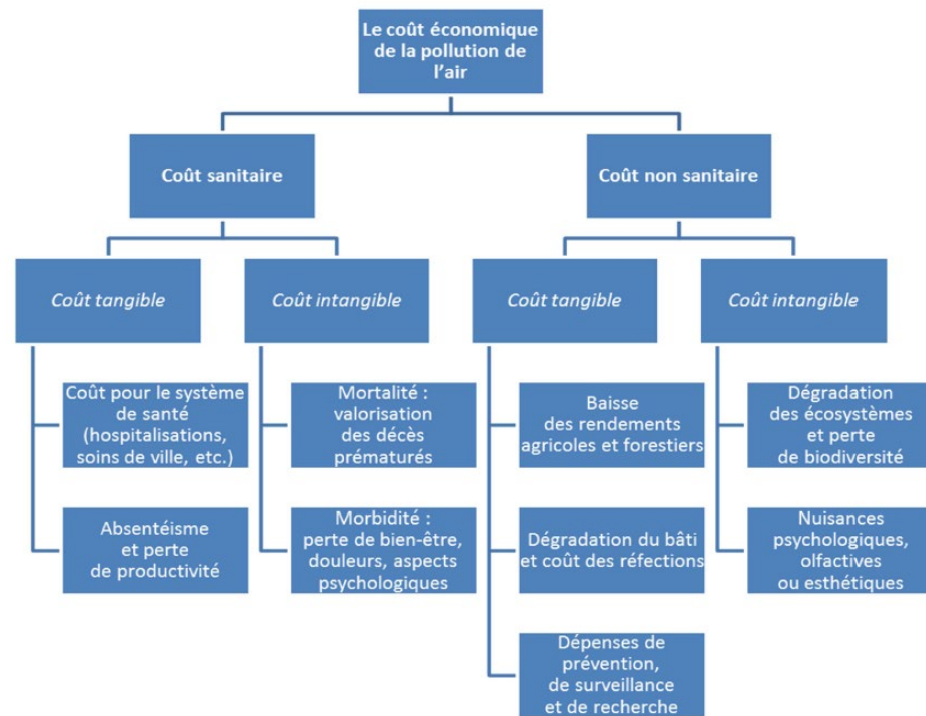 Le coût économique
de la pollution de
l'air
Coût sanitaire
Coût non sanitaire
Coût tangible
Coût intangible
Coût tangible
Coût intangible
Coût pour le système
de santé
(hospitalisations,
soins de ville, etc.)
Mortalité :
valorisation
des décès
prématurés
Baisse
des rendements
agricoles et forestiers
Dégradation
des écosystèmes
et perte
de biodiversité
Absentéisme
et perte
de productivité
Morbidité :
perte de bien-être,
douleurs, aspects
psychologiques
Dégradation du bâti
et coût des réfections
Nuisances
psychologiques,
olfactives
ou esthétiques
Dépenses de
prévention,
de surveillance
et de recherche